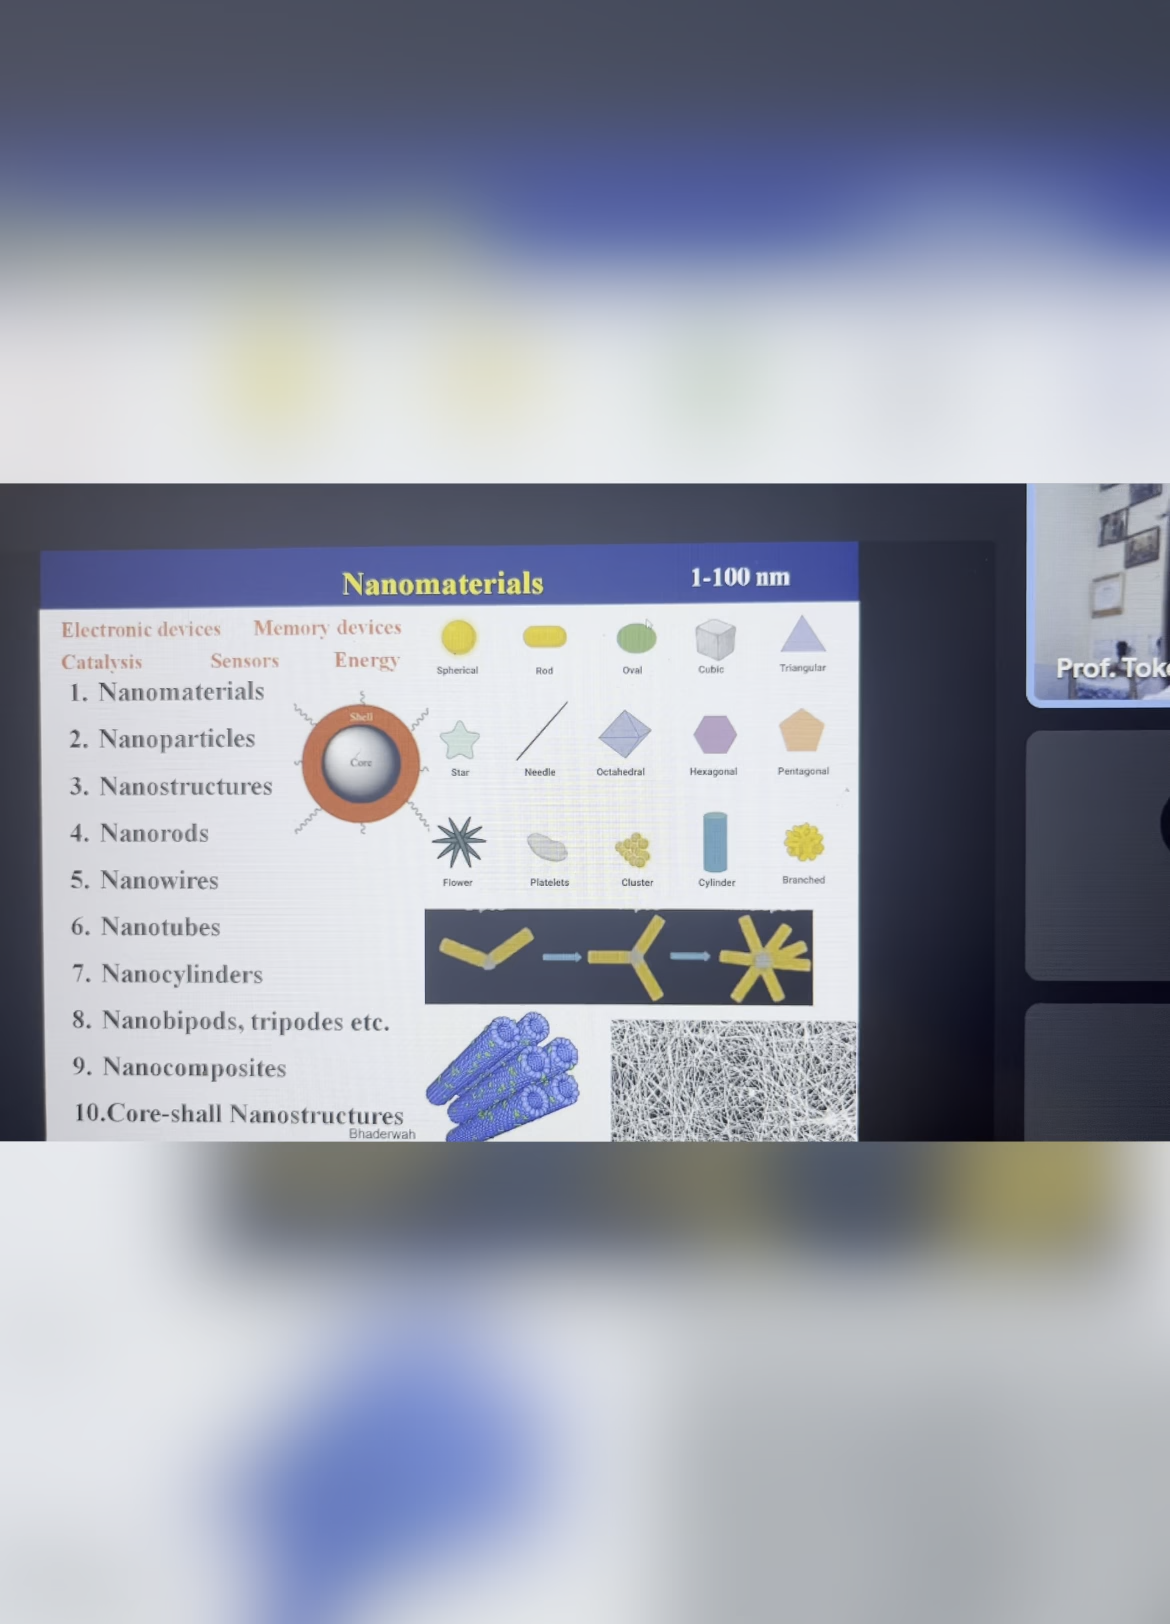 Nanomaterials
1-100 nm
Electronic devices Memory devices
Catalysis Sensors Energy
1. Nanomaterials
2. Nanoparticles
3. Nanostructures
4. Nanorods
5. Nanowires
6. Nanotubes
7. Nanocylinders
8. Nanobipods, tripodes etc.
9. Nanocomposites
10.Core-shall Nanostructures
Bhaderwah
Shell
Core
Spherical Rod Oval Cubic Triangular
Star Needle Octahedral Hexagonal Pentagonal
Flower Platelets Cluster Cylinder Branched
Prof. Tok